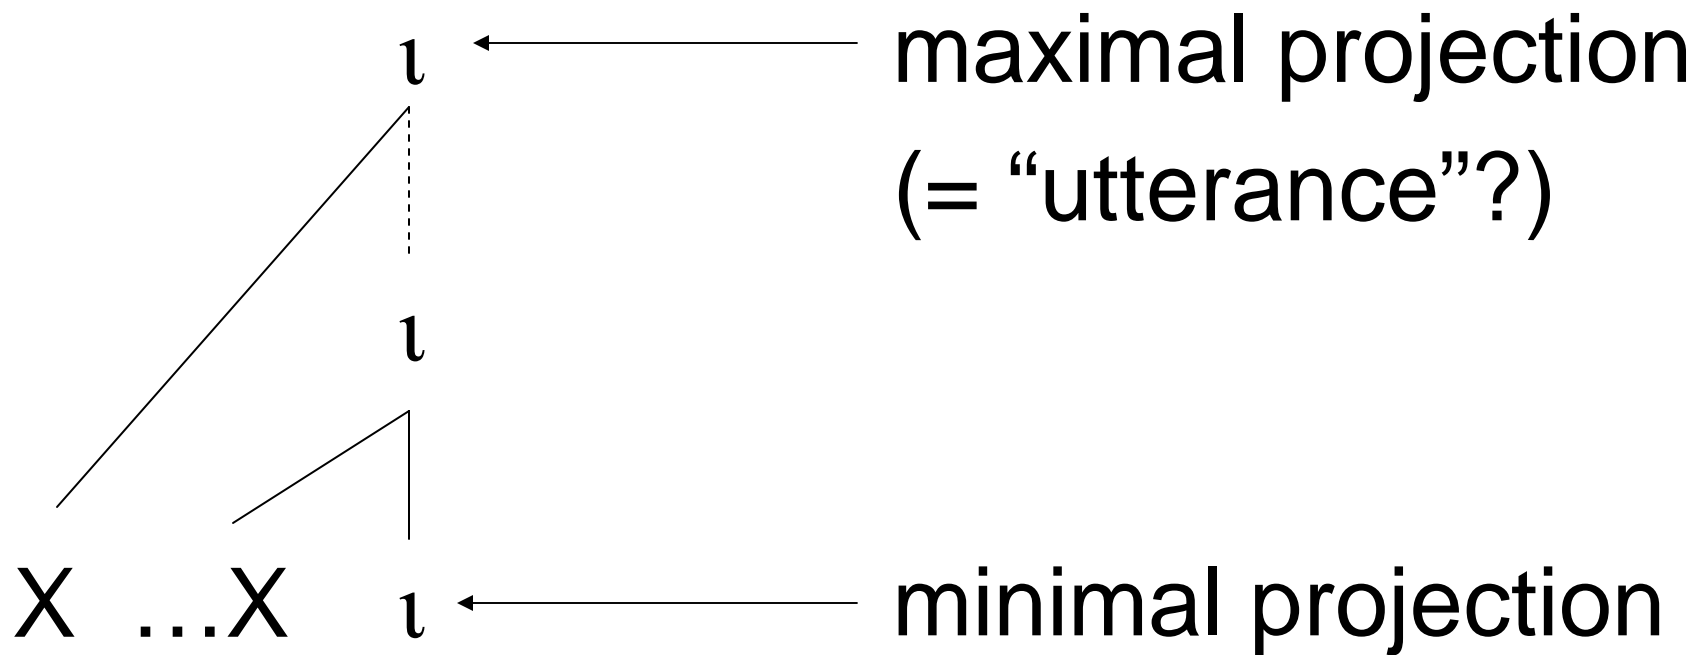 ι maximal projection
(= “utterance”?)
ι
X …X ι minimal projection